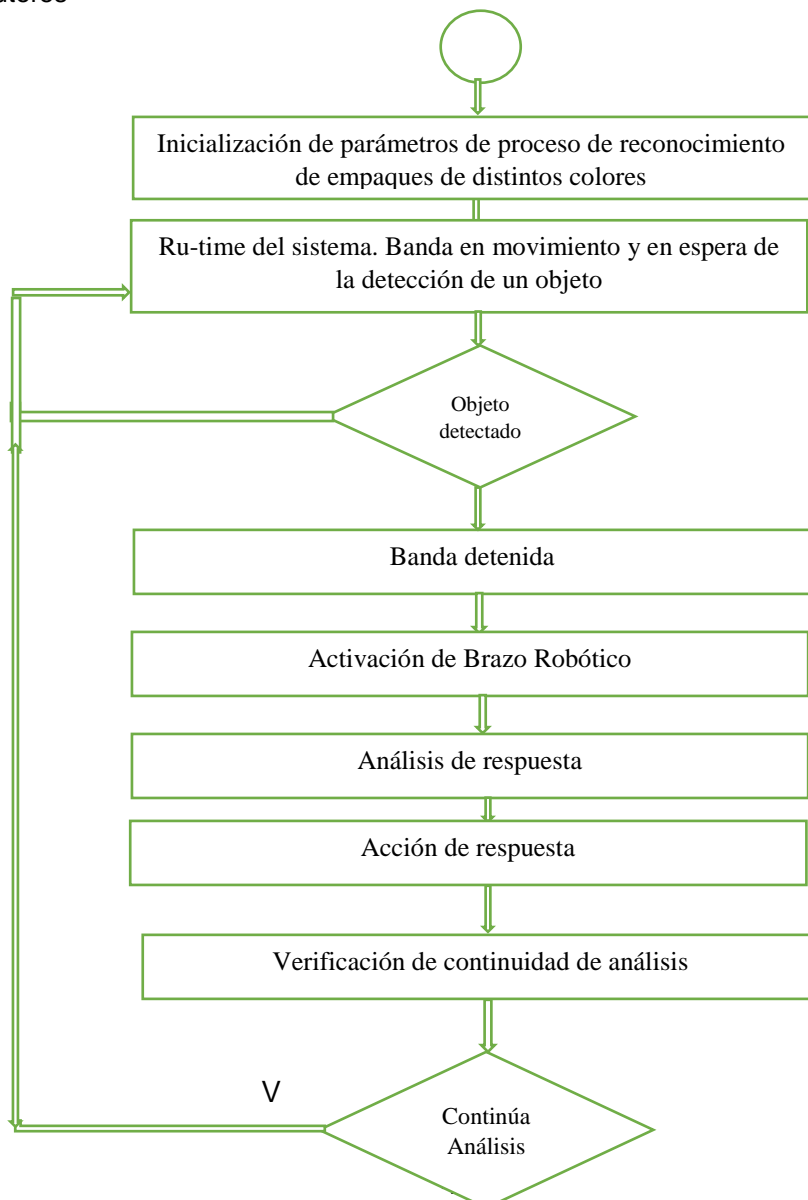 Inicialización de parámetros de proceso de reconocimiento
de empaques de distintos colores
Ru-time del sistema. Banda en movimiento y en espera de
la detección de un objeto
Objeto
detectado
Banda detenida
Activación de Brazo Robótico
Análisis de respuesta
Acción de respuesta
Verificación de continuidad de análisis
V
Continúa
Análisis